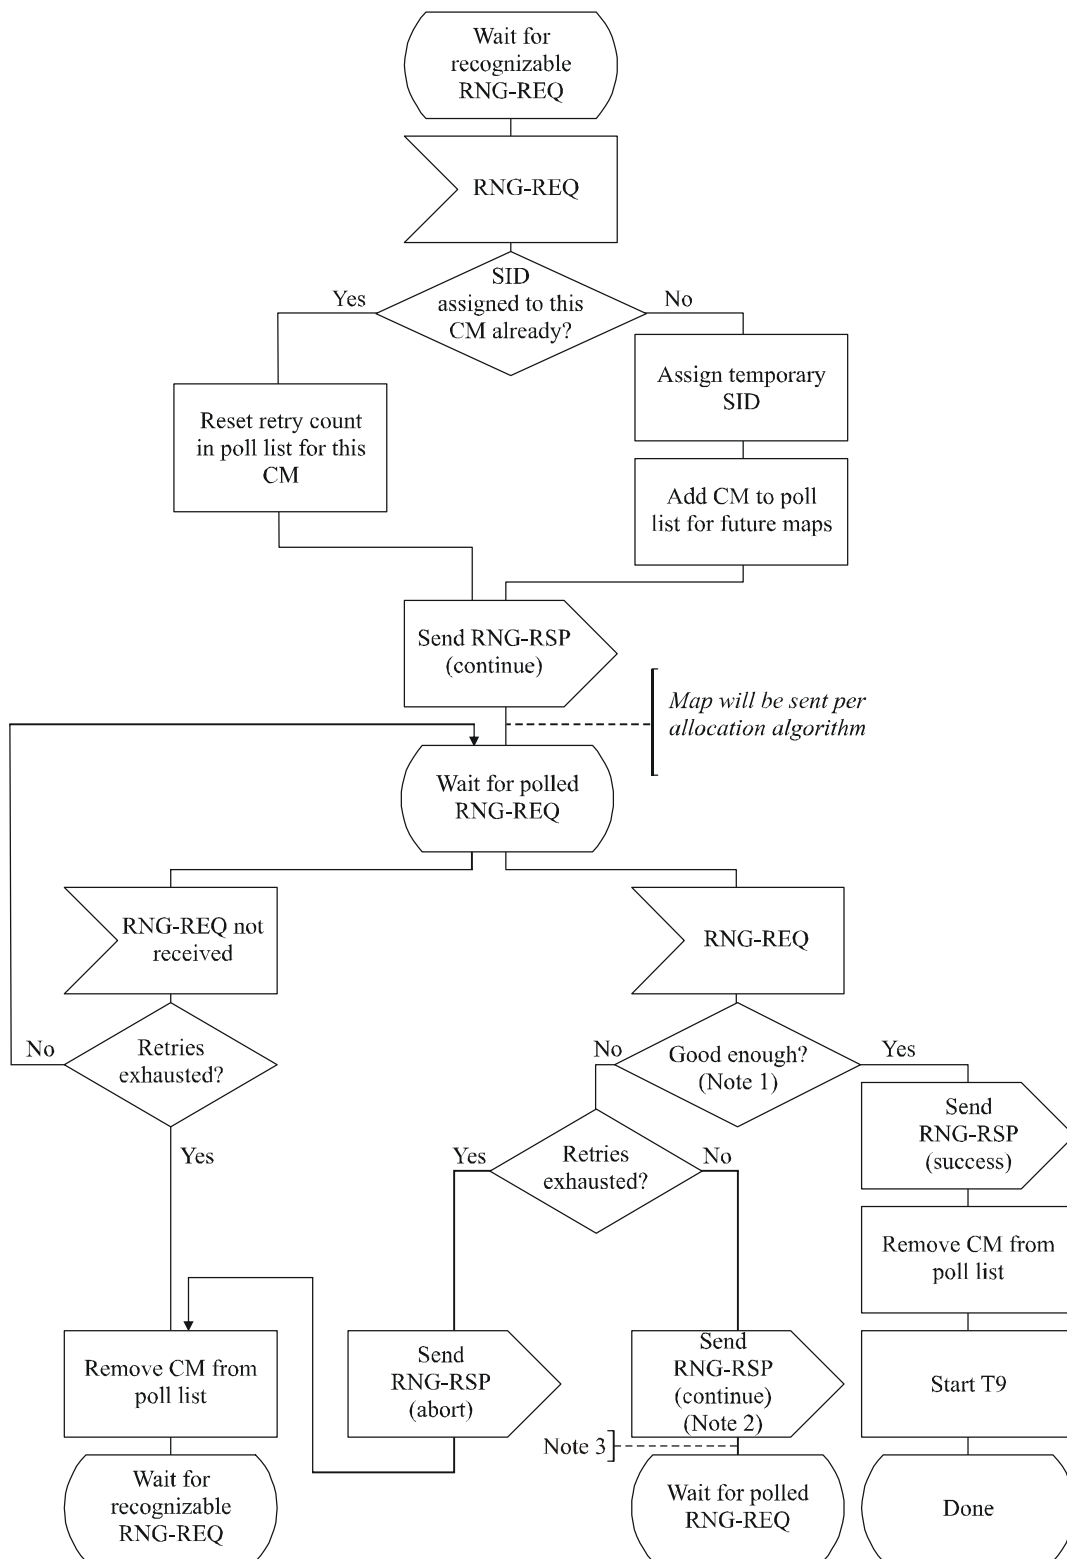 Wait for
recognizable
RNG-REQ
RNG-REQ
SID
assigned to this
CM already?
Yes
No
Assign temporary
SID
Reset retry count
in poll list for this
CM
Add CM to poll
list for future maps
Send RNG-RSP
(continue)
Map will be sent per
allocation algorithm
Wait for polled
RNG-REQ
RNG-REQ not
received
RNG-REQ
No
Retries
exhausted?
Yes
No
Good enough?
(Note 1)
Yes
Send
RNG-RSP
(success)
Yes
Retries
exhausted?
No
Remove CM from
poll list
Remove CM from
poll list
Send
RNG-RSP
(abort)
Send
RNG-RSP
(continue)
(Note 2)
Start T9
Note 3
Wait for
recognizable
RNG-REQ
Wait for polled
RNG-REQ
Done